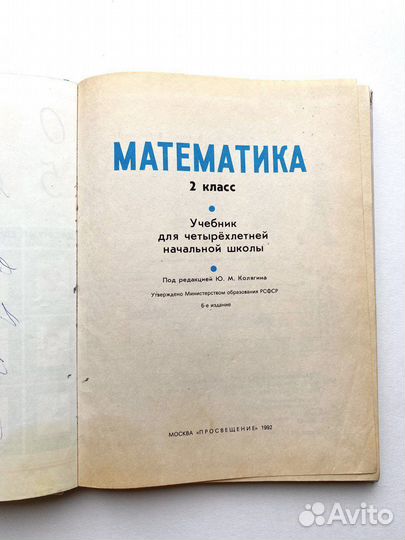 МАТЕМАТИКА
2 класс
Учебник
для четырёхлетней
начальной школы
Под редакцией Ю. М. Колягина
Утверждено Министерством образования РСФСР
6-е издание
МОСКВА «ПРОСВЕЩЕНИЕ» 1992
Avito